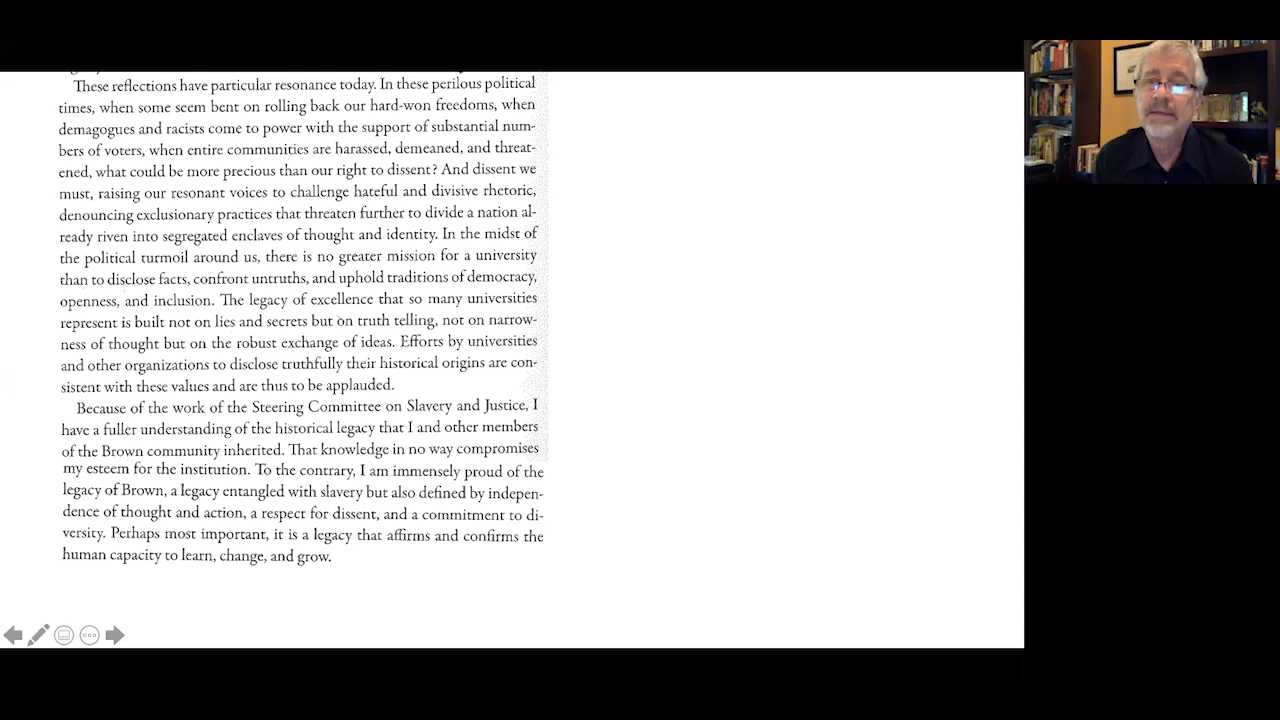 These reflections have particular resonance today. In these perilous political
times, when some seem bent on rolling back our hard-won freedoms, when
demagogues and racists come to power with the support of substantial num-
bers of voters, when entire communities are harassed, demeaned, and threat-
ened, what could be more precious than our right to dissent? And dissent we
must, raising our resonant voices to challenge hateful and divisive rhetoric,
denouncing exclusionary practices that threaten further to divide a nation al-
ready riven into segregated enclaves of thought and identity. In the midst of
the political turmoil around us, there is no greater mission for a university
than to disclose facts, confront untruths, and uphold traditions of democracy,
openness, and inclusion. The legacy of excellence that so many universities
represent is built not on lies and secrets but on truth telling, not on narrow-
ness of thought but on the robust exchange of ideas. Efforts by universities
and other organizations to disclose truthfully their historical origins are con-
sistent with these values and are thus to be applauded.
Because of the work of the Steering Committee on Slavery and Justice, I
have a fuller understanding of the historical legacy that I and other members
of the Brown community inherited. That knowledge in no way compromises
my esteem for the institution. To the contrary, I am immensely proud of the
legacy of Brown, a legacy entangled with slavery but also defined by indepen-
dence of thought and action, a respect for dissent, and a commitment to di-
versity. Perhaps most important, it is a legacy that affirms and confirms the
human capacity to learn, change, and grow.